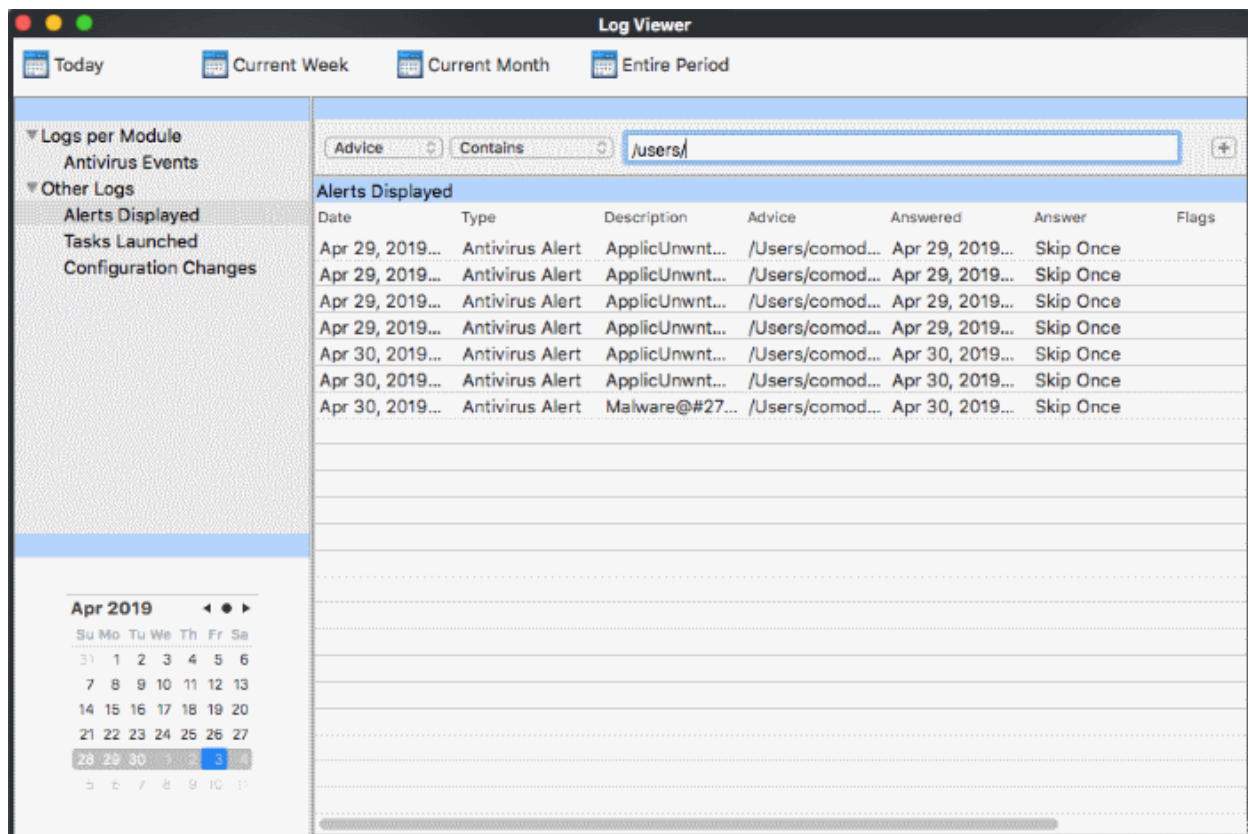 Log Viewer
Today Current Week Current Month Entire Period
Logs per Module
Antivirus Events
Other Logs
Alerts Displayed
Tasks Launched
Configuration Changes
Advice Contains /users/ +
Alerts Displayed
Date Type Description Advice Answered Answer Flags
Apr 29, 2019... Antivirus Alert ApplicUnwnt... /Users/comod... Apr 29, 2019... Skip Once
Apr 29, 2019... Antivirus Alert ApplicUnwnt... /Users/comod... Apr 29, 2019... Skip Once
Apr 29, 2019... Antivirus Alert ApplicUnwnt... /Users/comod... Apr 29, 2019... Skip Once
Apr 29, 2019... Antivirus Alert ApplicUnwnt... /Users/comod... Apr 29, 2019... Skip Once
Apr 30, 2019... Antivirus Alert ApplicUnwnt... /Users/comod... Apr 30, 2019... Skip Once
Apr 30, 2019... Antivirus Alert ApplicUnwnt... /Users/comod... Apr 30, 2019... Skip Once
Apr 30, 2019... Antivirus Alert Malware@#27... /Users/comod... Apr 30, 2019... Skip Once
Apr 2019
Su Mo Tu We Th Fr Sa
31 1 2 3 4 5 6
7 8 9 10 11 12 13
14 15 16 17 18 19 20
21 22 23 24 25 26 27
28 29 30 1 2 3 4
5 6 7 8 9 10 11